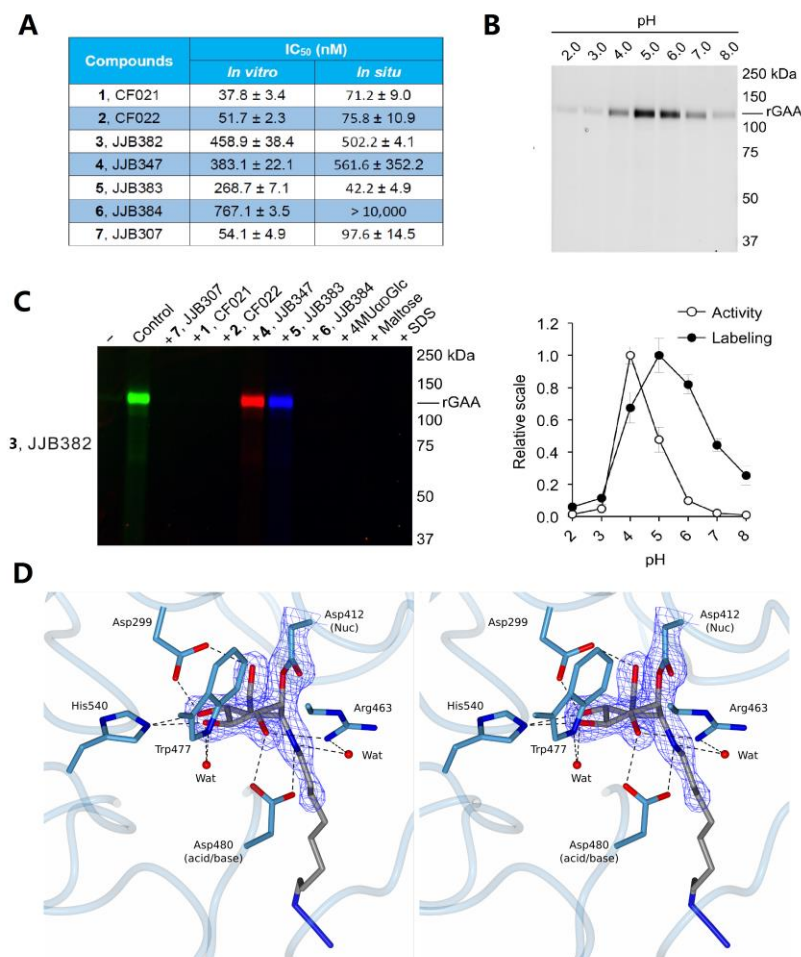 A
Compounds IC₅₀ (nM)
In vitro In situ
1, CF021 37.8 ± 3.4 71.2 ± 9.0
2, CF022 51.7 ± 2.3 75.8 ± 10.9
3, JJB382 458.9 ± 38.4 502.2 ± 4.1
4, JJB347 383.1 ± 22.1 561.6 ± 352.2
5, JJB383 268.7 ± 7.1 42.2 ± 4.9
6, JJB384 767.1 ± 3.5 > 10,000
7, JJB307 54.1 ± 4.9 97.6 ± 14.5
B
pH
2.0 3.0 4.0 5.0 6.0 7.0 8.0
250 kDa
150
rGAA
100
75
50
37
C
– Control + 7, JJB307 + 1, CF021 + 2, CF022 + 4, JJB347 + 5, JJB383 + 6, JJB384 + 4MUαDGlc + Maltose + SDS
250 kDa
150
rGAA
100
3, JJB382
75
50
37
Activity
Labeling
Relative scale
1.2
1.0
0.8
0.6
0.4
0.2
0.0
2 3 4 5 6 7 8
pH
D
Asp299
Asp412
(Nuc)
His540
Arg463
Trp477
Wat
Wat
Asp480
(acid/base)
Asp299
Asp412
(Nuc)
His540
Arg463
Trp477
Wat
Wat
Asp480
(acid/base)